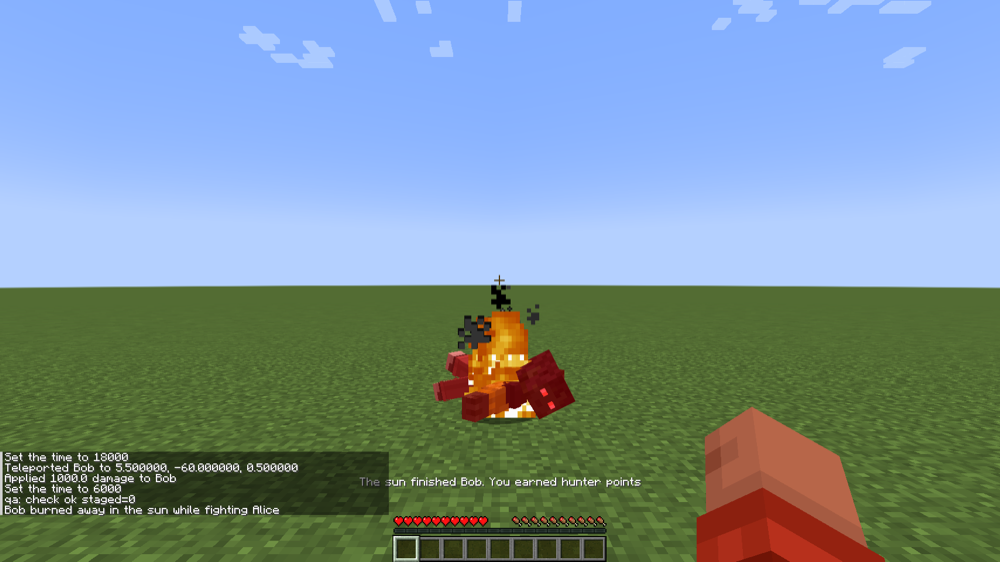 Set the time to 18000
Teleported Bob to 5.500000, -60.000000, 0.500000
Applied 1000.0 damage to Bob
Set the time to 6000
qa: check ok staged=0
Bob burned away in the sun while fighting Alice
The sun finished Bob. You earned hunter points